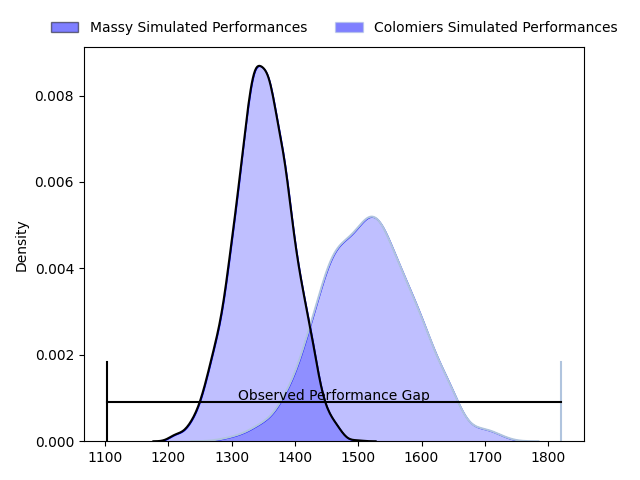 Massy Simulated Performances
Colomiers Simulated Performances
Density
0.008
0.006
0.004
0.002
0.000
Observed Performance Gap
1100 1200 1300 1400 1500 1600 1700 1800